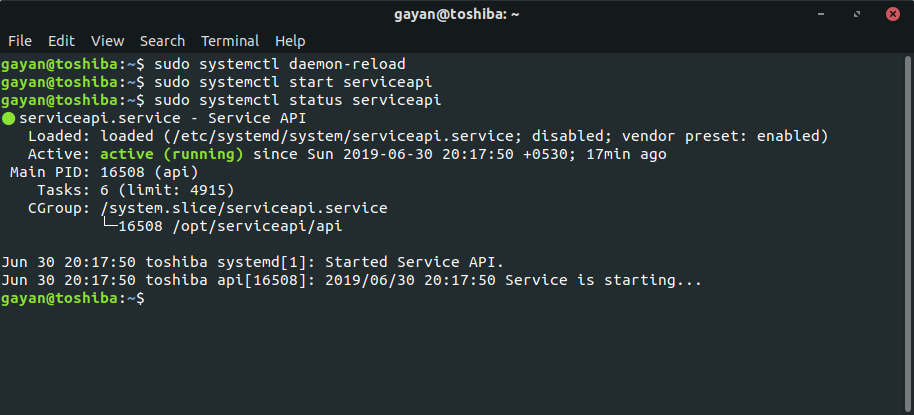 gayan@toshiba: ~
File Edit View Search Terminal Help
gayan@toshiba:~$ sudo systemctl daemon-reload
gayan@toshiba:~$ sudo systemctl start serviceapi
gayan@toshiba:~$ sudo systemctl status serviceapi
● serviceapi.service - Service API
   Loaded: loaded (/etc/systemd/system/serviceapi.service; disabled; vendor preset: enabled)
   Active: active (running) since Sun 2019-06-30 20:17:50 +0530; 17min ago
 Main PID: 16508 (api)
    Tasks: 6 (limit: 4915)
   CGroup: /system.slice/serviceapi.service
           └─16508 /opt/serviceapi/api
Jun 30 20:17:50 toshiba systemd[1]: Started Service API.
Jun 30 20:17:50 toshiba api[16508]: 2019/06/30 20:17:50 Service is starting...
gayan@toshiba:~$